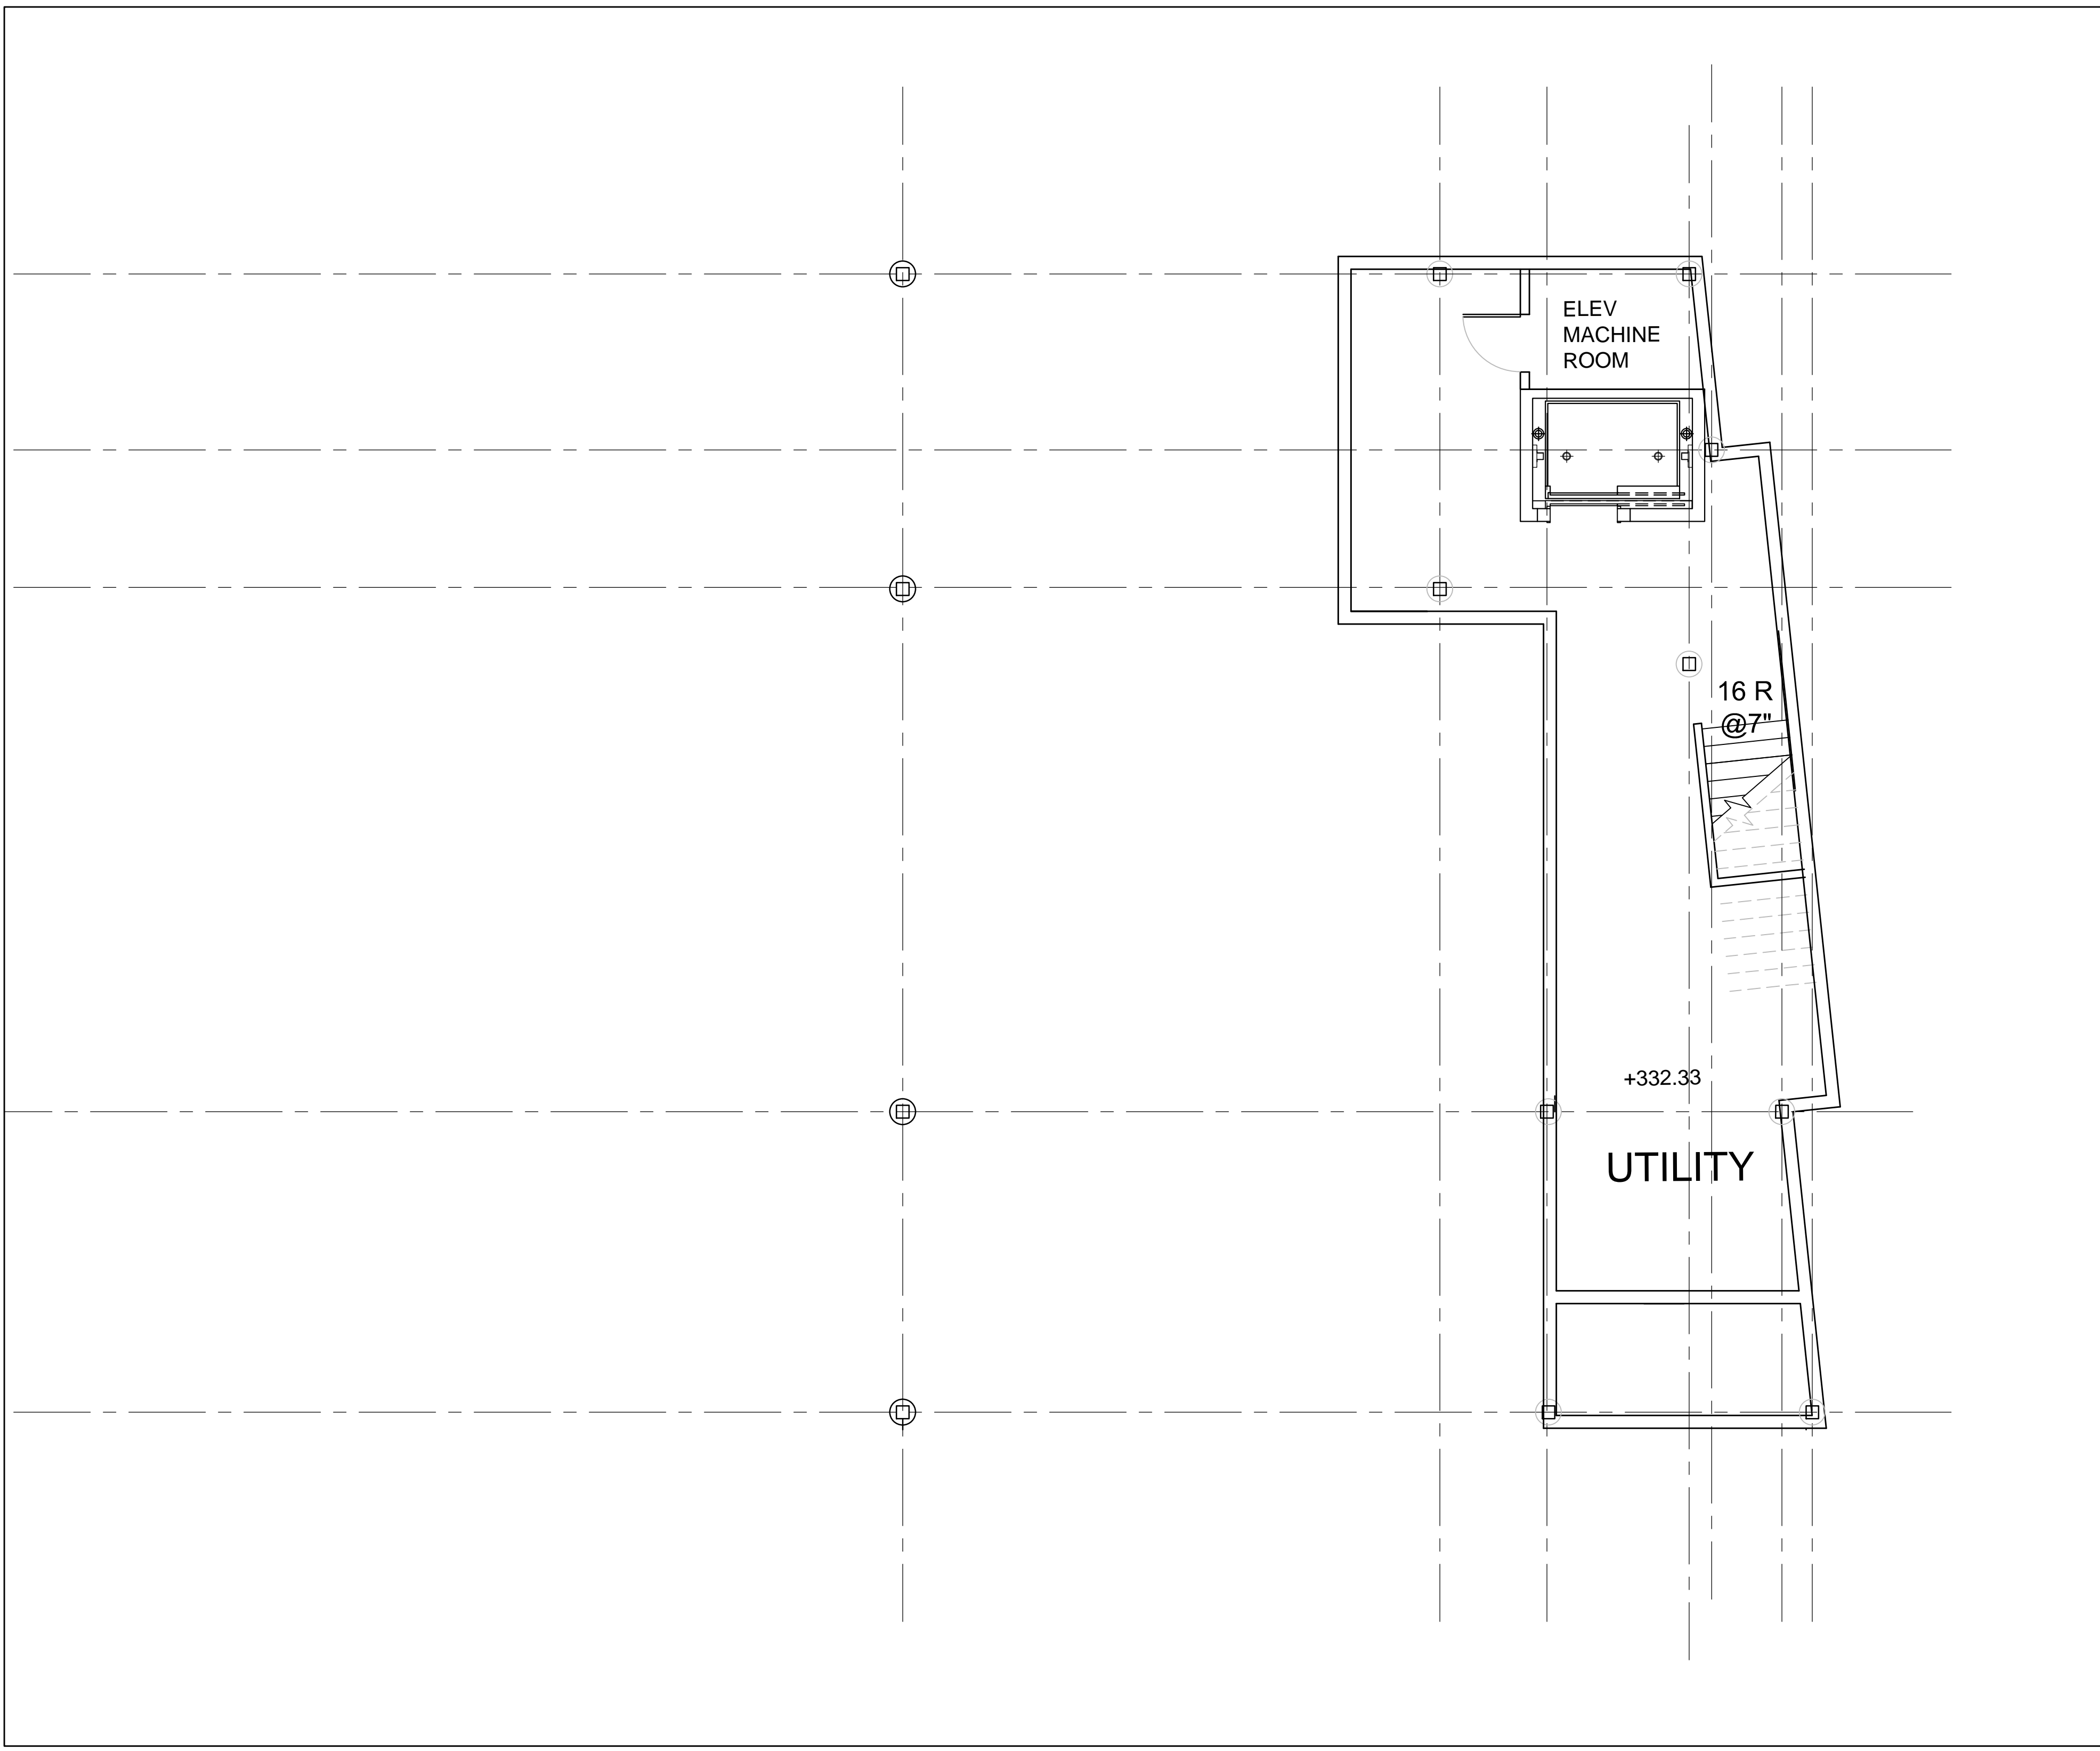 ELEV
MACHINE
ROOM
16 R
@7"
+332.33
UTILITY